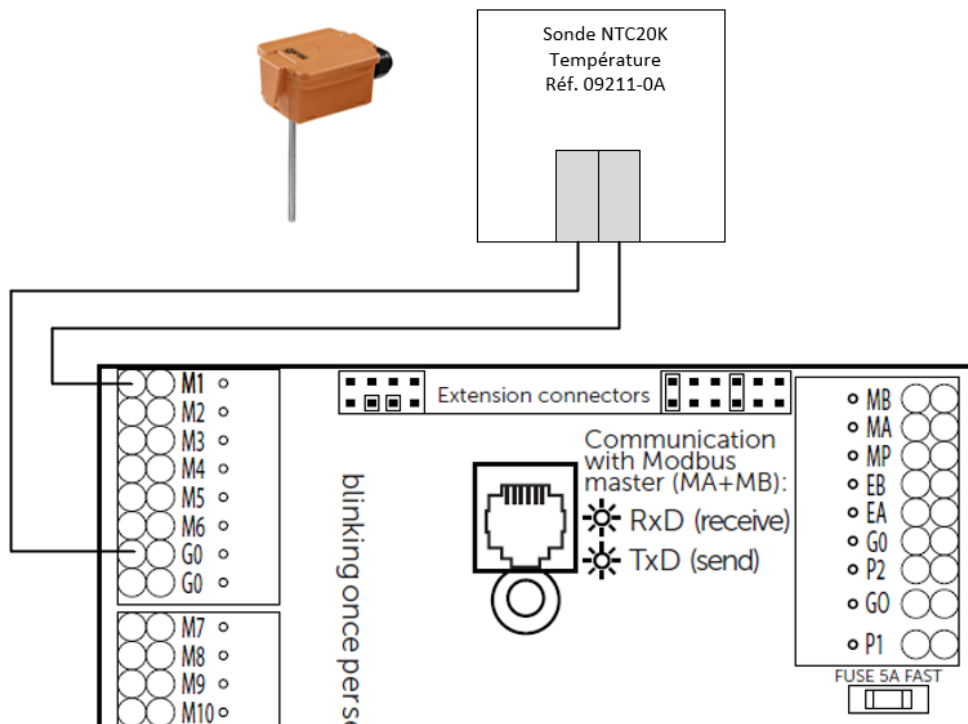 Sonde NTC20K
Température
Réf. 09211-0A
M1
M2
M3
M4
M5
M6
G0
G0
M7
M8
M9
M10
blinking once per se
Extension connectors
Communication
with Modbus
master (MA+MB):
RxD (receive)
TxD (send)
MB
MA
MP
EB
EA
G0
P2
GO
P1
FUSE 5A FAST